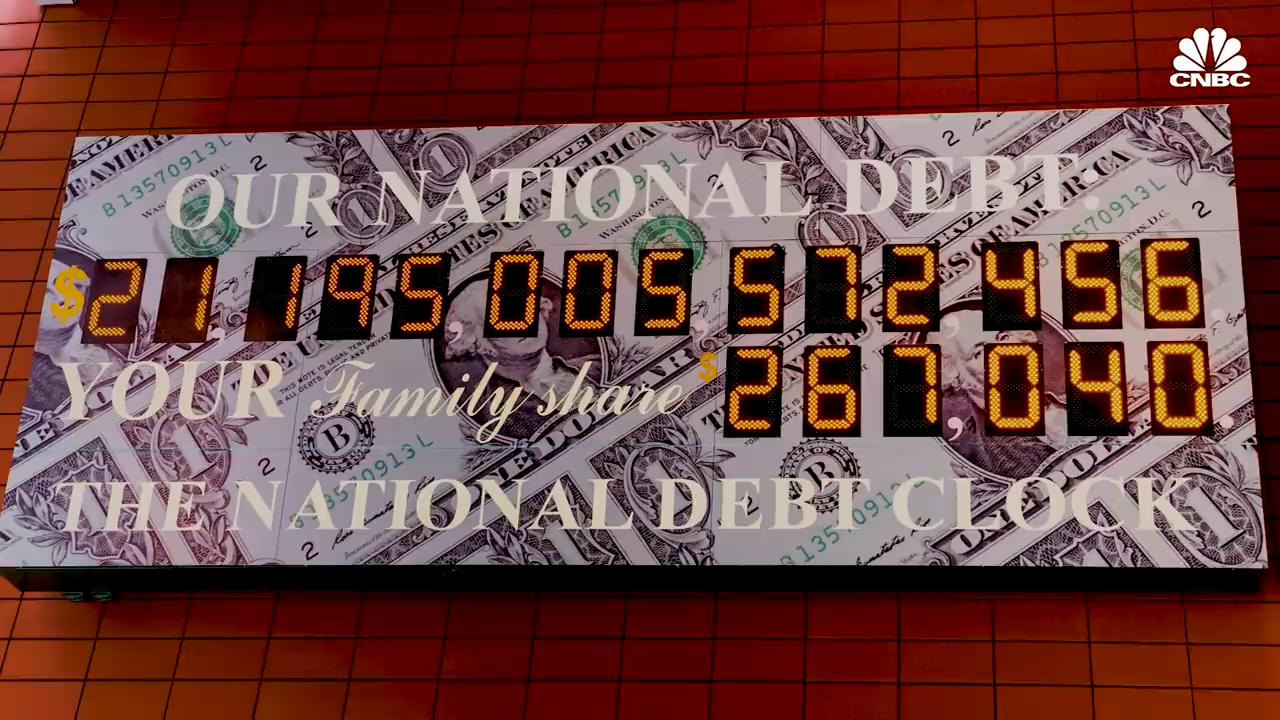 CNBC
OUR NATIONAL DEBT:
$21,195,005,572,456
YOUR Family share $267,040
THE NATIONAL DEBT CLOCK